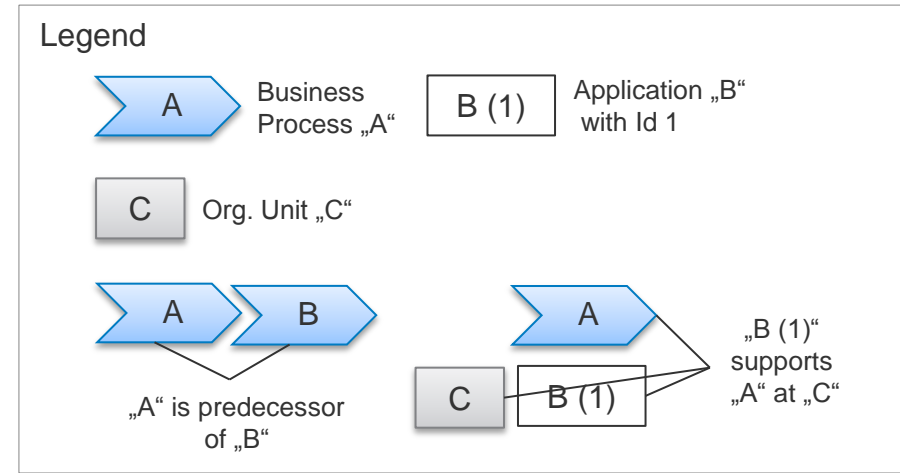 Legend
A
Business
Process „A“
B (1)
Application „B“
with Id 1
C
Org. Unit „C“
A
B
„A“ is predecessor
of „B“
A
C
B (1)
„B (1)“
supports
„A“ at „C“